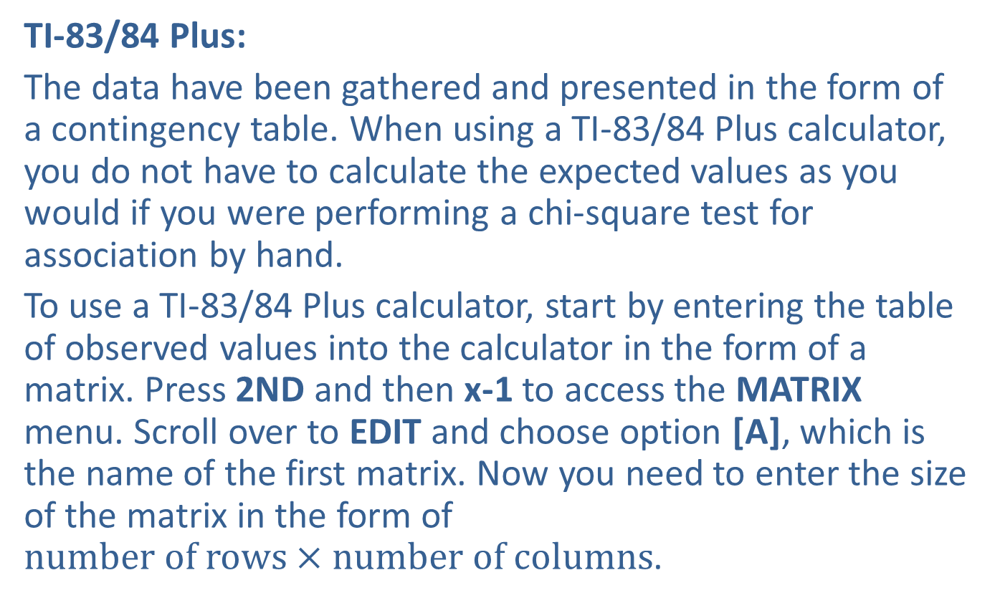 TI-83/84 Plus:
The data have been gathered and presented in the form of
a contingency table. When using a TI-83/84 Plus calculator,
you do not have to calculate the expected values as you
would if you were performing a chi-square test for
association by hand.
To use a TI-83/84 Plus calculator, start by entering the table
of observed values into the calculator in the form of a
matrix. Press 2ND and then x-1 to access the MATRIX
menu. Scroll over to EDIT and choose option [A], which is
the name of the first matrix. Now you need to enter the size
of the matrix in the form of
number of rows × number of columns.